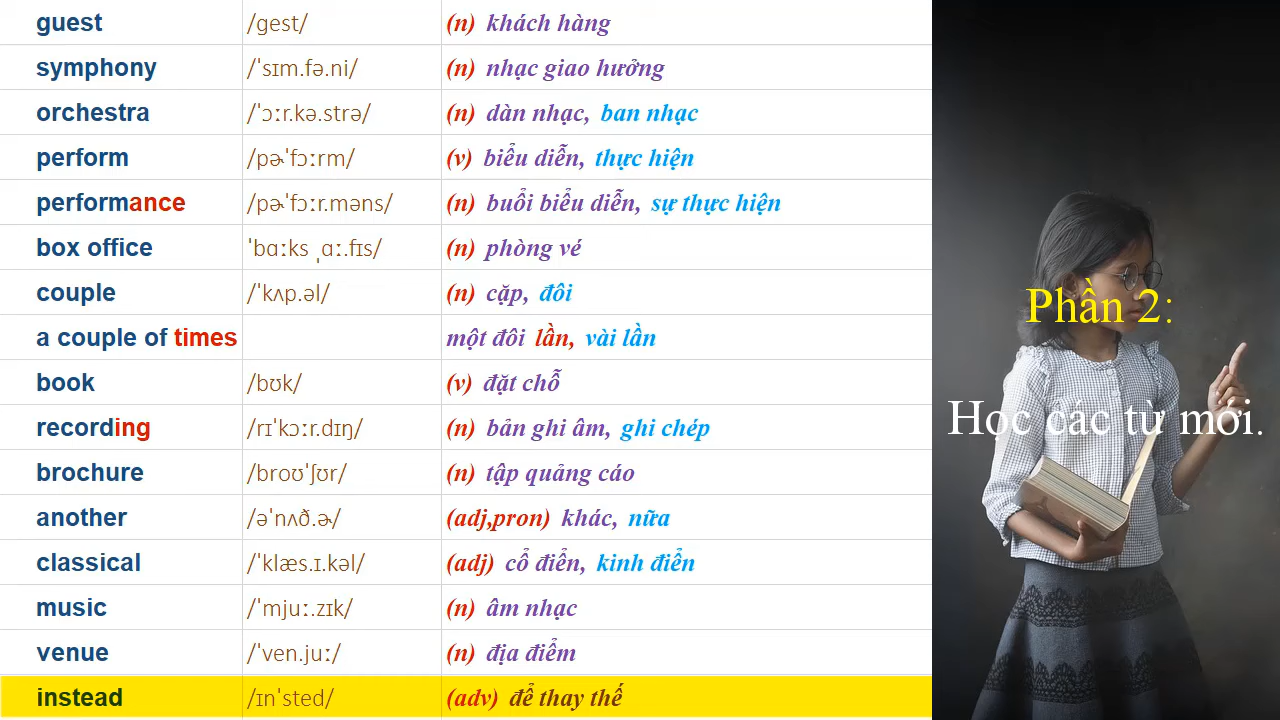 guest /ɡest/ (n) khách hàng
symphony /ˈsɪm.fə.ni/ (n) nhạc giao hưởng
orchestra /ˈɔːr.kə.strə/ (n) dàn nhạc, ban nhạc
perform /pɚˈfɔːrm/ (v) biểu diễn, thực hiện
performance /pɚˈfɔːr.məns/ (n) buổi biểu diễn, sự thực hiện
box office ˈbɑːks ˌɑː.fɪs/ (n) phòng vé
couple /ˈkʌp.əl/ (n) cặp, đôi
a couple of times một đôi lần, vài lần
book /bʊk/ (v) đặt chỗ
recording /rɪˈkɔːr.dɪŋ/ (n) bản ghi âm, ghi chép
brochure /broʊˈʃʊr/ (n) tập quảng cáo
another /əˈnʌð.ɚ/ (adj,pron) khác, nữa
classical /ˈklæs.ɪ.kəl/ (adj) cổ điển, kinh điển
music /ˈmjuː.zɪk/ (n) âm nhạc
venue /ˈven.juː/ (n) địa điểm
instead /ɪnˈsted/ (adv) để thay thế
Phần 2:
Học các từ mới.